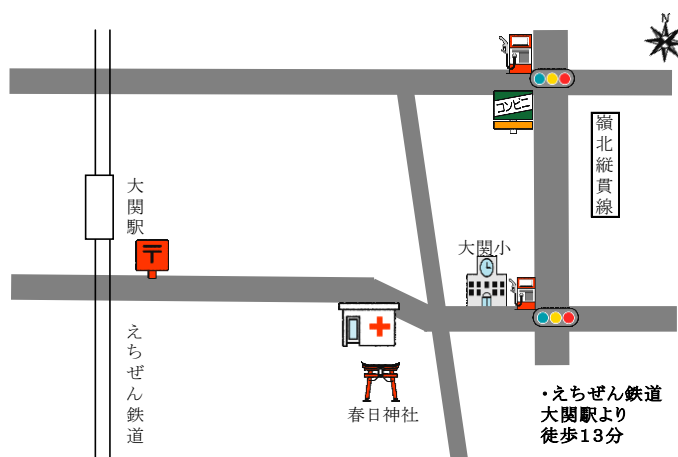 N
コンビニ
嶺北縦貫線
大関駅
〒
大関小
えちぜん鉄道
春日神社
・えちぜん鉄道
大関駅より
徒歩13分